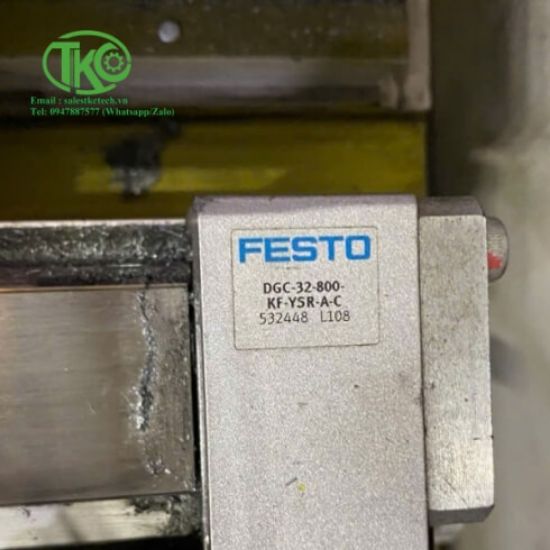 TKC
Email : salestkctech.vn
Tel: 0947887577 (Whatsapp/Zalo)
FESTO
DGC-32-800-
KF-YSR-A-C
532448 L108